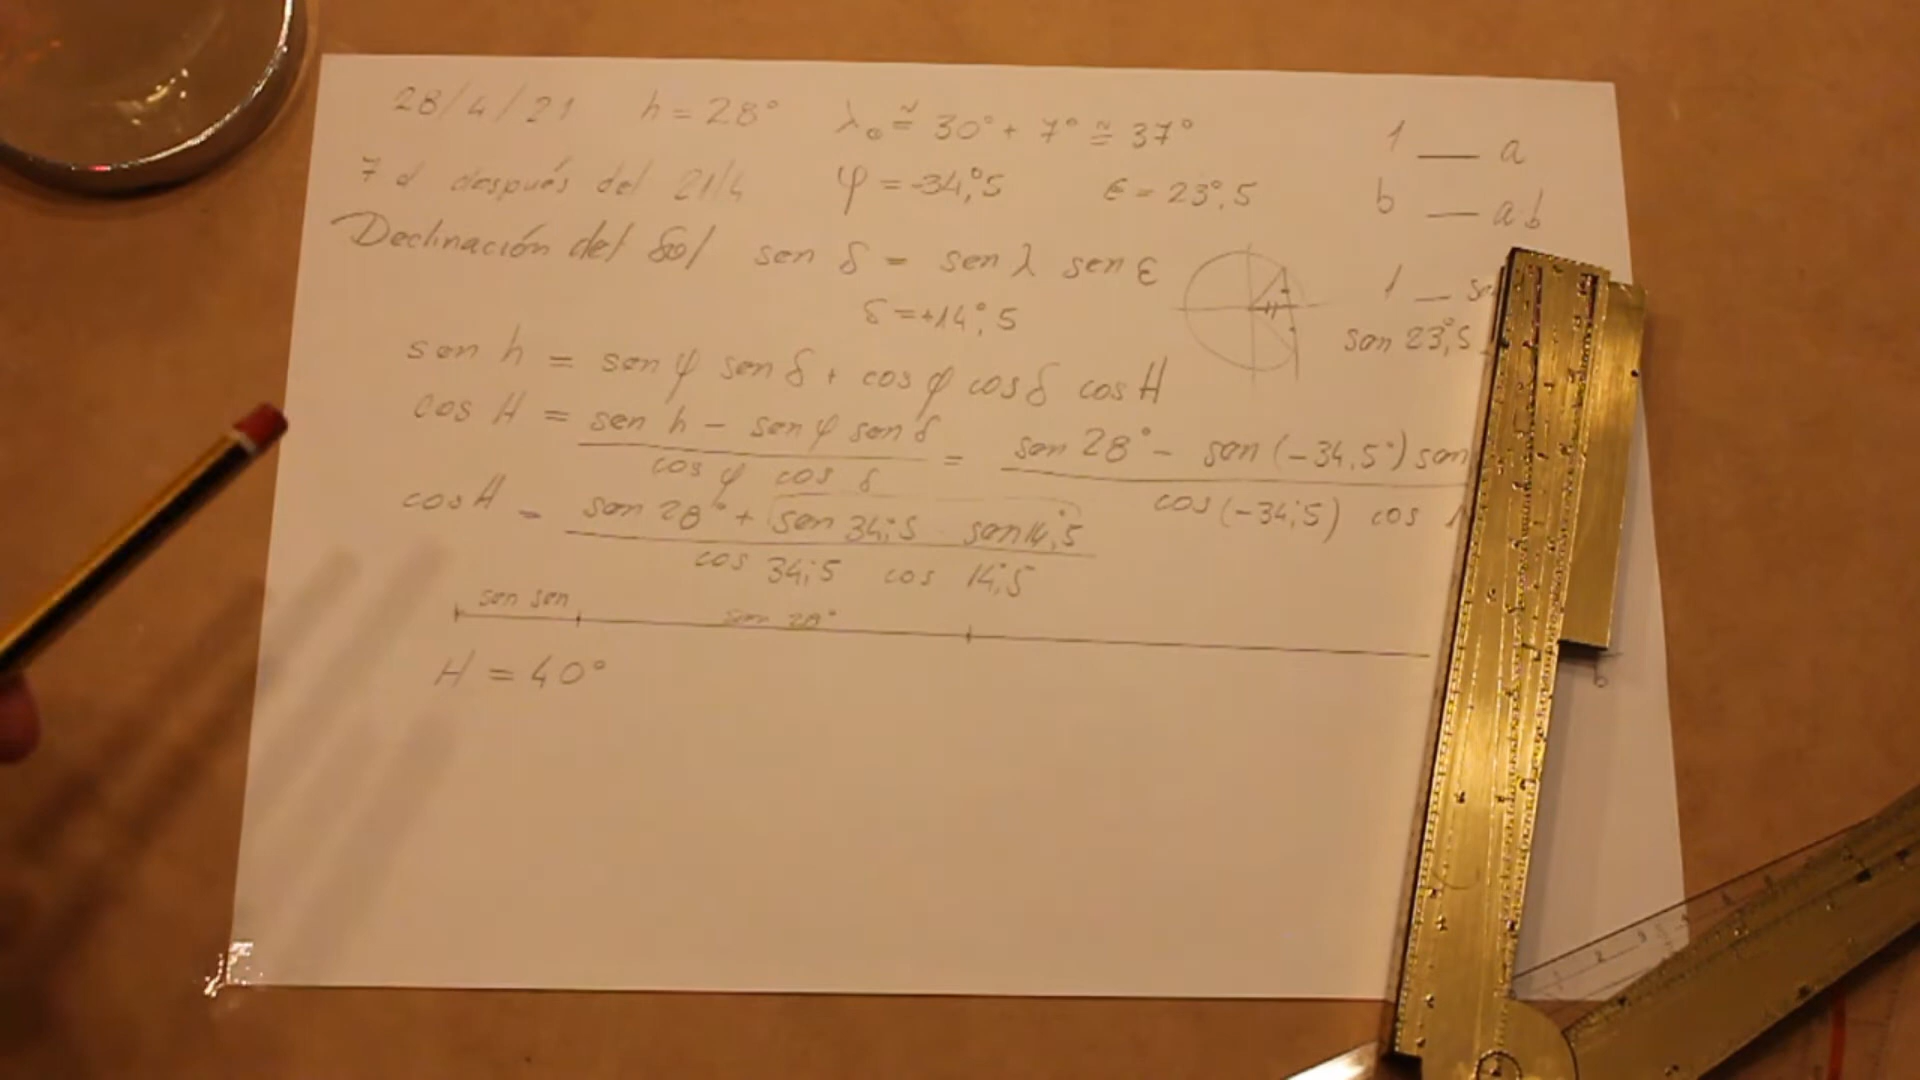 28/4/21 h = 28° λ☉ ≅ 30° + 7° ≅ 37°
7 d después del 21/4 φ = -34°,5 ε = 23°,5
Declinación del Sol sen δ = sen λ sen ε
δ = +14°,5
sen h = sen φ sen δ + cos φ cos δ cos H
cos H = (sen h - sen φ sen δ) / (cos φ cos δ) = (sen 28° - sen (-34,5°) sen) / (cos (-34°,5) cos 1
cos H = (sen 28° + sen 34°,5 · sen 14°,5) / (cos 34°,5 cos 14°,5)
sen sen sen 28°
H = 40°
1 — a
b — ab
1 —
sen 23°,5
b